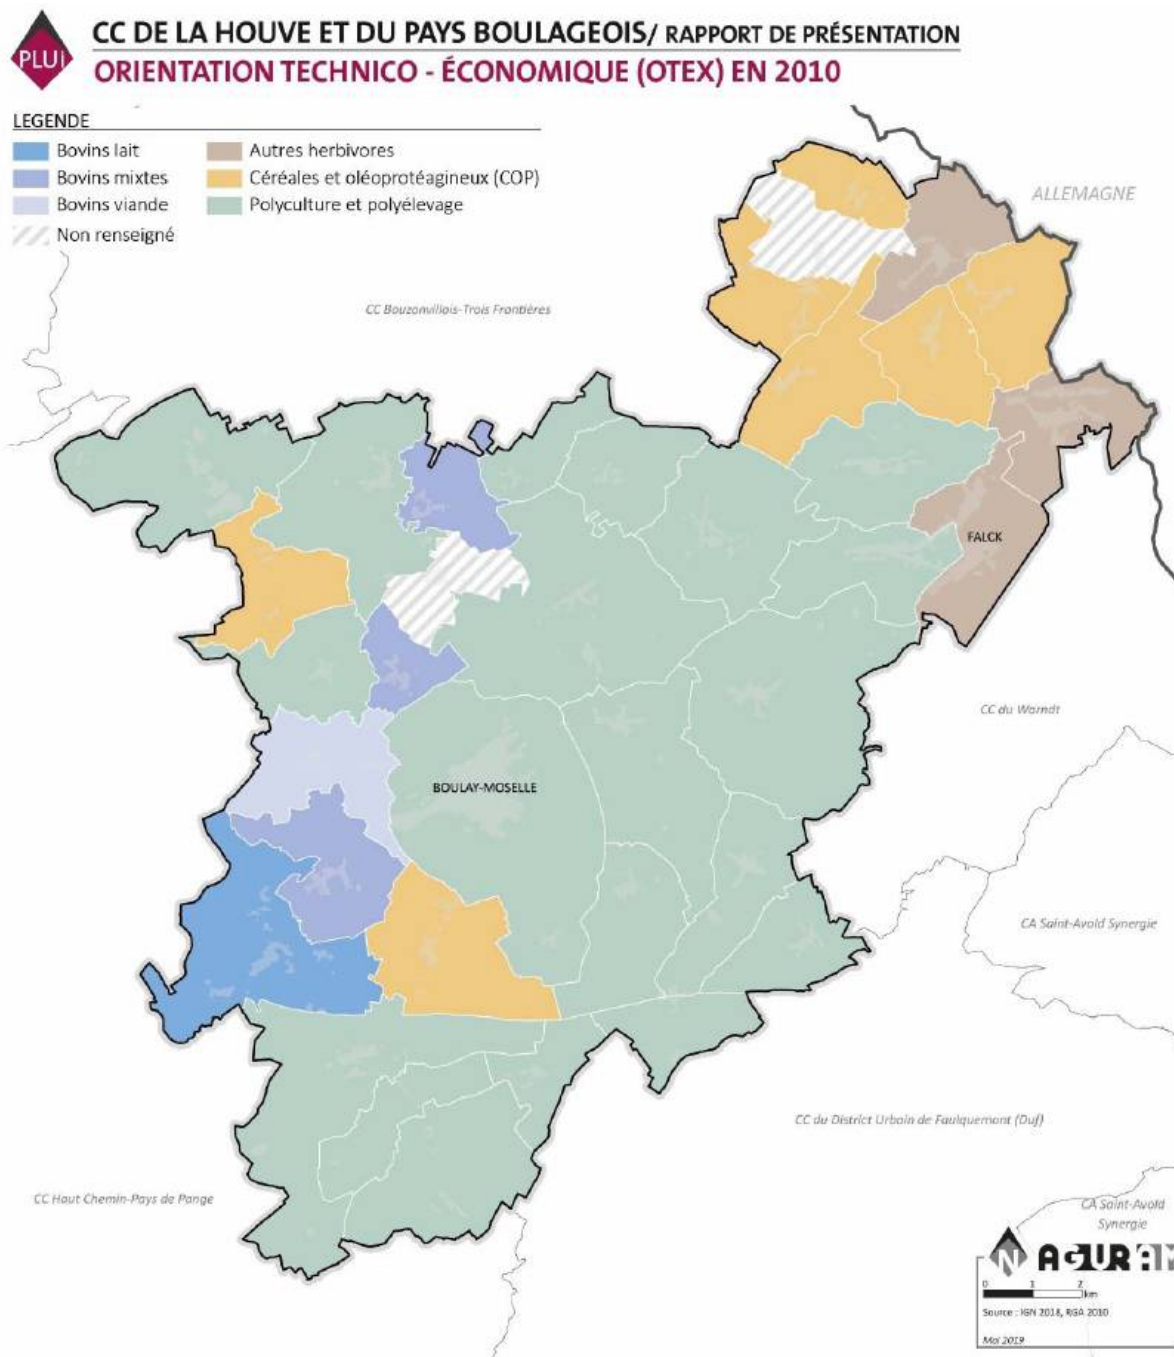 PLUi
CC DE LA HOUVE ET DU PAYS BOULAGEOIS/ RAPPORT DE PRÉSENTATION
ORIENTATION TECHNICO - ÉCONOMIQUE (OTEX) EN 2010
LEGENDE
Bovins lait
Bovins mixtes
Bovins viande
Non renseigné
Autres herbivores
Céréales et oléoprotéagineux (COP)
Polyculture et polyélevage
ALLEMAGNE
CC Bouzonvillois-Trois Frontières
FALCK
CC du Warndt
BOULAY-MOSELLE
CA Saint-Avold Synergie
CC du District Urbain de Faulquemont (Duf)
CC Haut Chemin-Pays de Pange
CA Saint-Avold
Synergie
N AGURAM
0 1 2
km
Source : IGN 2018, RGA 2010
Mai 2019